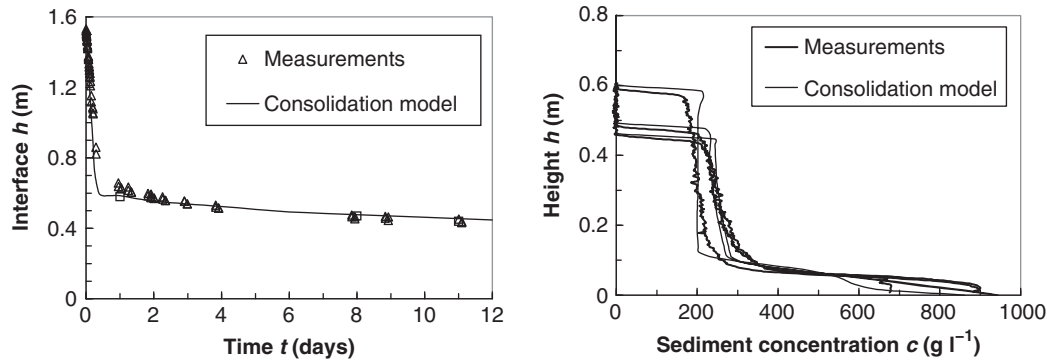 1.6
1.2
0.8
0.4
0
0 2 4 6 8 10 12
Interface h (m)
Time t (days)
Measurements
Consolidation model
0.8
0.6
0.4
0.2
0
0 200 400 600 800 1000
Height h (m)
Sediment concentration c (g l⁻¹)
Measurements
Consolidation model